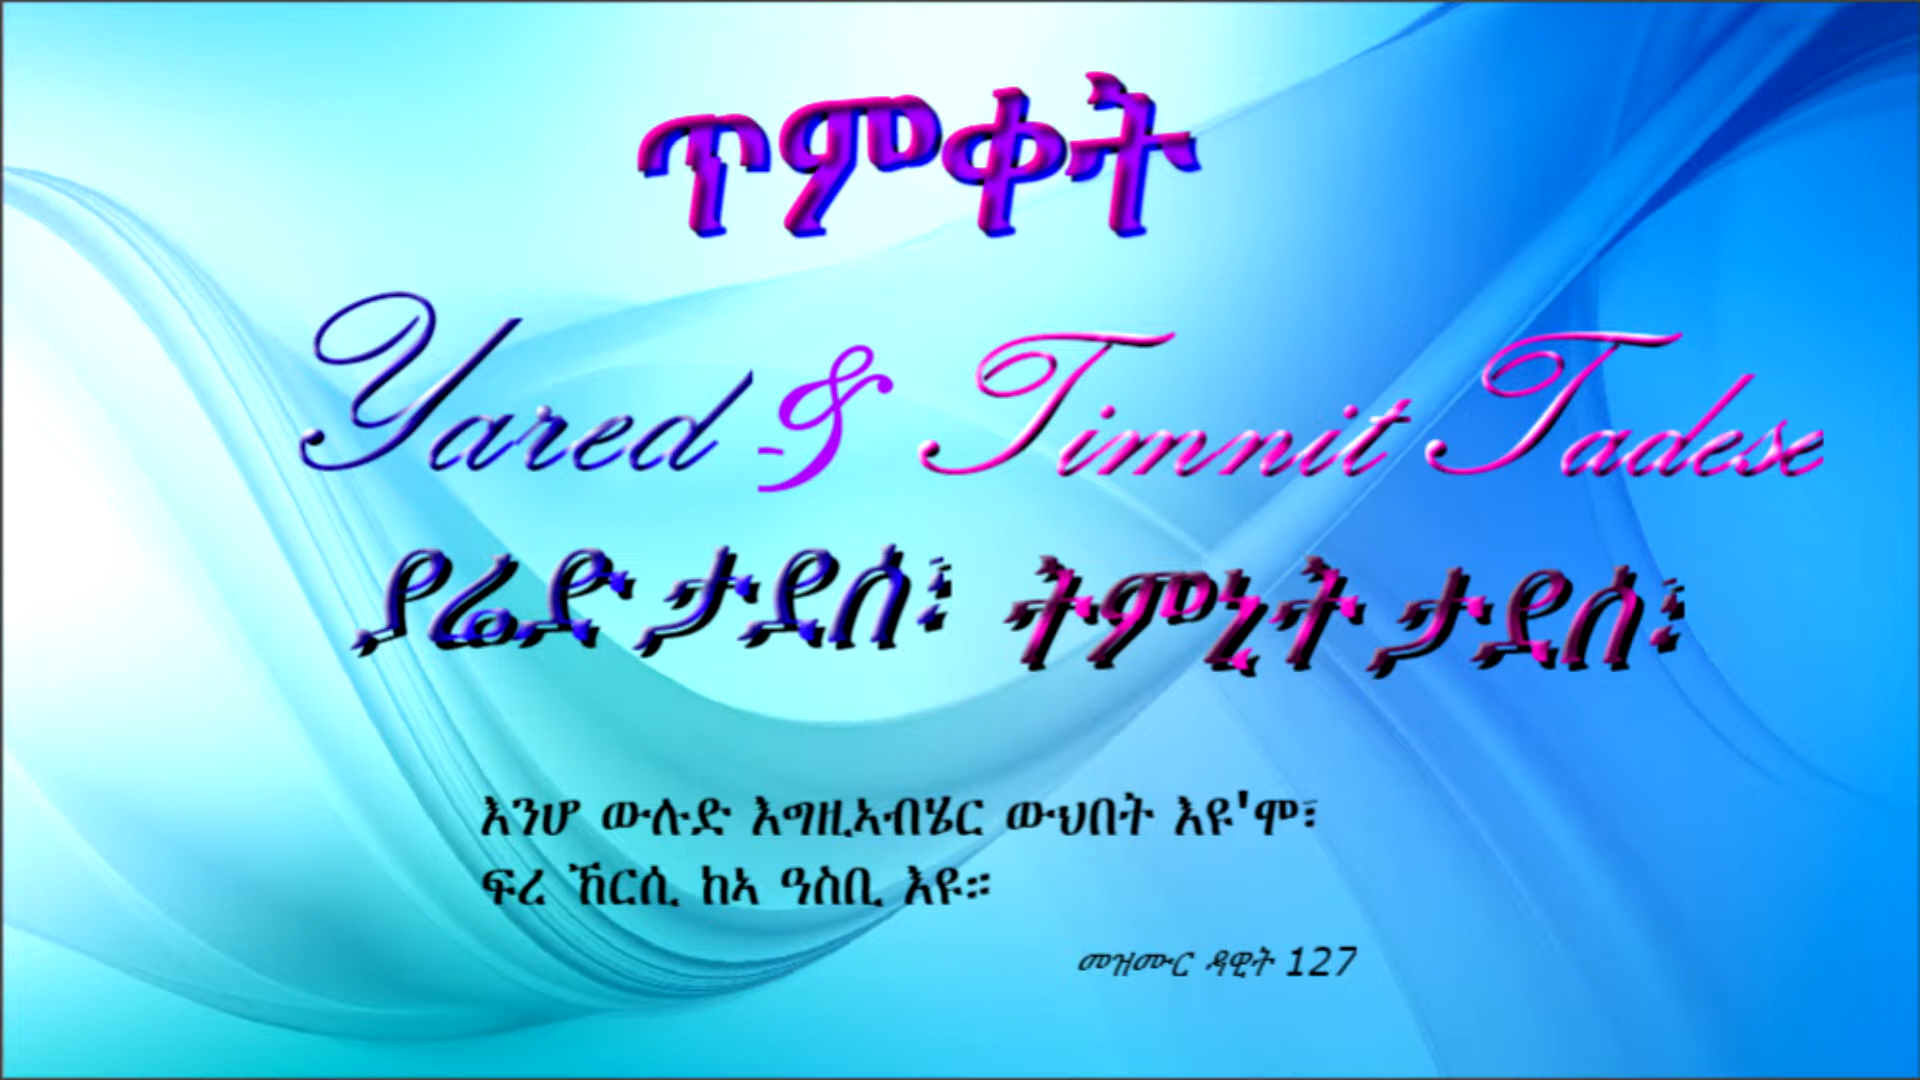 ጥምቀት
Yared & Timnit Tadese
ያሬድ ታደሰ፧ ትምኒት ታደሰ፧
እንሆ ውሉድ እግዚኣብሄር ውህበት እዩ'ሞ፣
ፍረ ኸርሲ ከኣ ዓስቢ እዩ።
መዝሙር ዳዊት 127